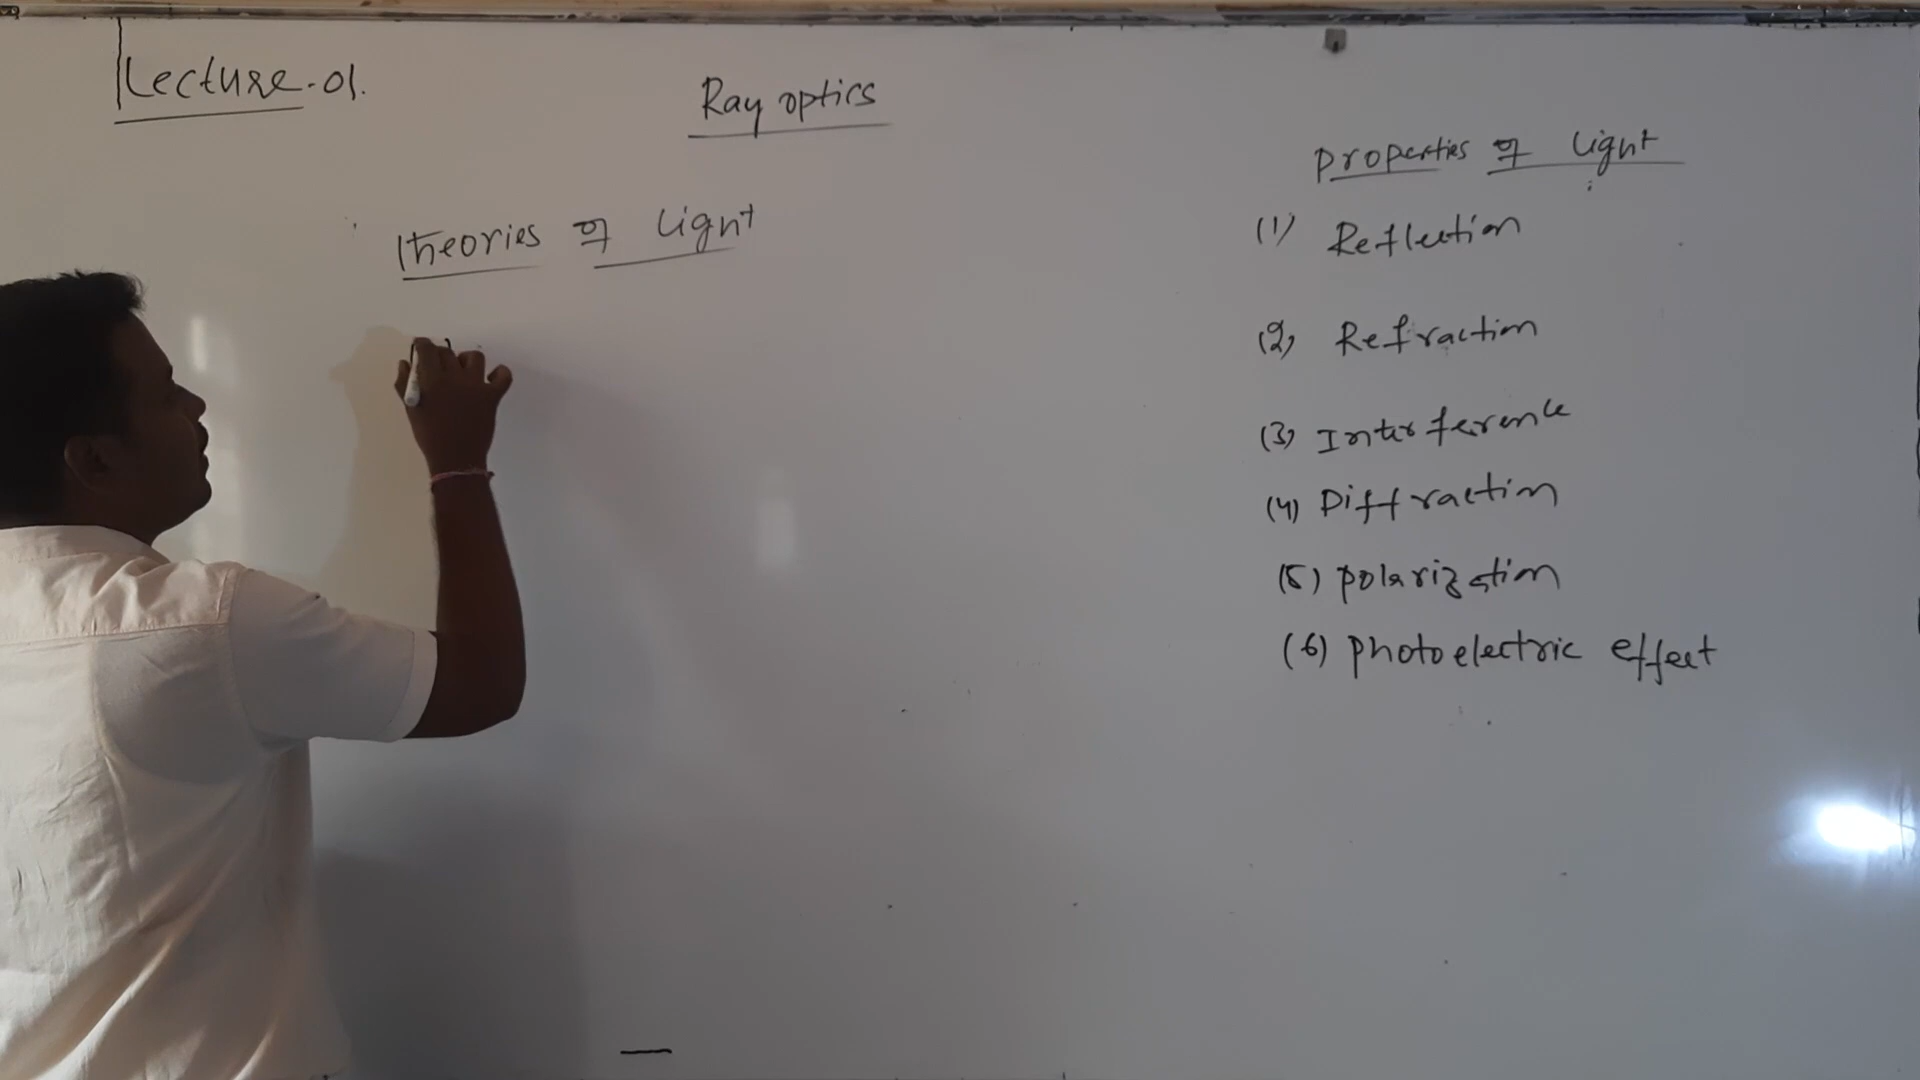 Lecture-01.
Ray optics
Theories of Light
Properties of Light
(1) Reflection
(2) Refraction
(3) Interference
(4) Diffraction
(5) polarization
(6) photoelectric effect